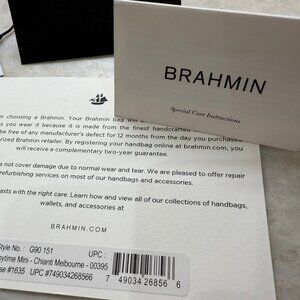 BRAHMIN
Special Care Instructions
choosing a Brahmin. Your Brahmin bag will
you wear it because it is made from the finest handcrafted
be free of any manufacturer's defect for 12 months from the day you purchased
Brahmin retailer. By registering your handbag online at brahmin.com, you
will receive a complementary two-year guarantee.
not cover damage due to normal wear and tear. We are pleased to offer repair
refurbishing services on most of our handbags and accessories.
with the right care. Learn how and view all of our collections of handbags,
wallets, and accessories at
BRAHMIN.COM
Style No: G90 151 UPC :
Mini - Chianti Melbourne - 00395
#1635 UPC #749034268566
7 49034 26856 6